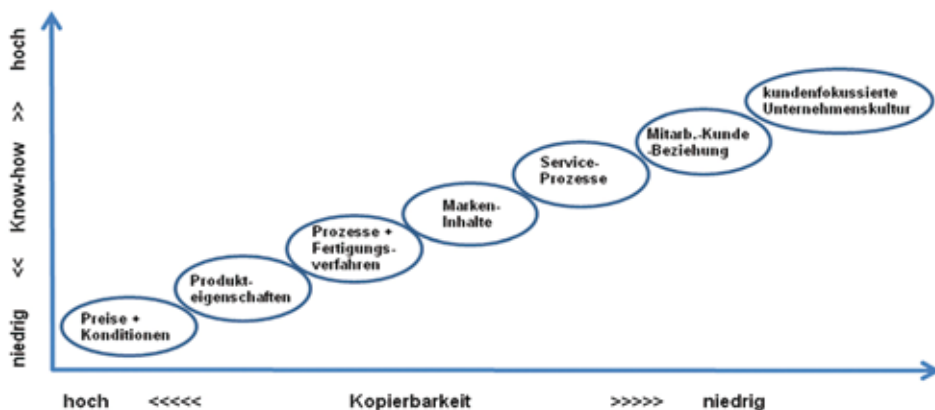 hoch
>>
Know-how
<<
niedrig
kundenfokussierte
Unternehmenskultur
Mitarb.-Kunde
-Beziehung
Service-
Prozesse
Marken-
Inhalte
Prozesse +
Fertigungs-
verfahren
Produkt-
eigenschaften
Preise +
Konditionen
hoch <<<<< Kopierbarkeit >>>>> niedrig